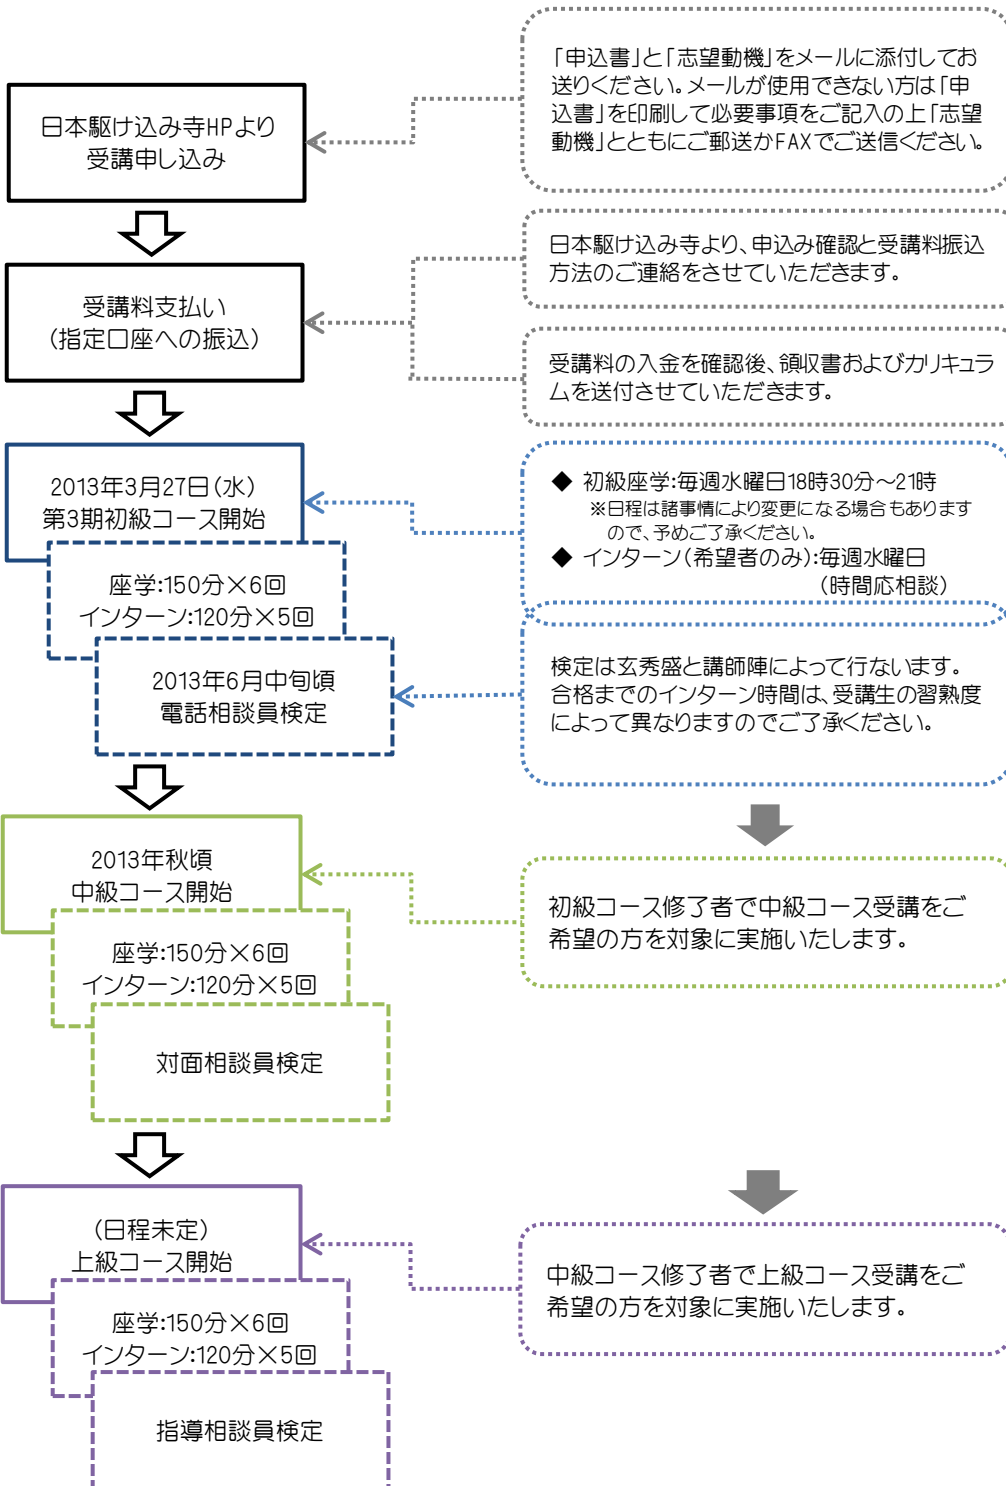 「申込書」と「志望動機」をメールに添付してお
送りください。メールが使用できない方は「申
込書」を印刷して必要事項をご記入の上「志望
動機」とともにご郵送かFAXでご送信ください。
日本駆け込み寺HPより
受講申し込み
日本駆け込み寺より、申込み確認と受講料振込
方法のご連絡をさせていただきます。
受講料支払い
(指定口座への振込)
受講料の入金を確認後、領収書およびカリキュラ
ムを送付させていただきます。
2013年3月27日(水)
第3期初級コース開始
◆ 初級座学:毎週水曜日18時30分～21時
※日程は諸事情により変更になる場合もあります
ので、予めご了承ください。
◆ インターン(希望者のみ):毎週水曜日
(時間応相談)
座学:150分×6回
インターン:120分×5回
2013年6月中旬頃
電話相談員検定
検定は玄秀盛と講師陣によって行ないます。
合格までのインターン時間は、受講生の習熟度
によって異なりますのでご了承ください。
2013年秋頃
中級コース開始
初級コース修了者で中級コース受講をご
希望の方を対象に実施いたします。
座学:150分×6回
インターン:120分×5回
対面相談員検定
(日程未定)
上級コース開始
中級コース修了者で上級コース受講をご
希望の方を対象に実施いたします。
座学:150分×6回
インターン:120分×5回
指導相談員検定